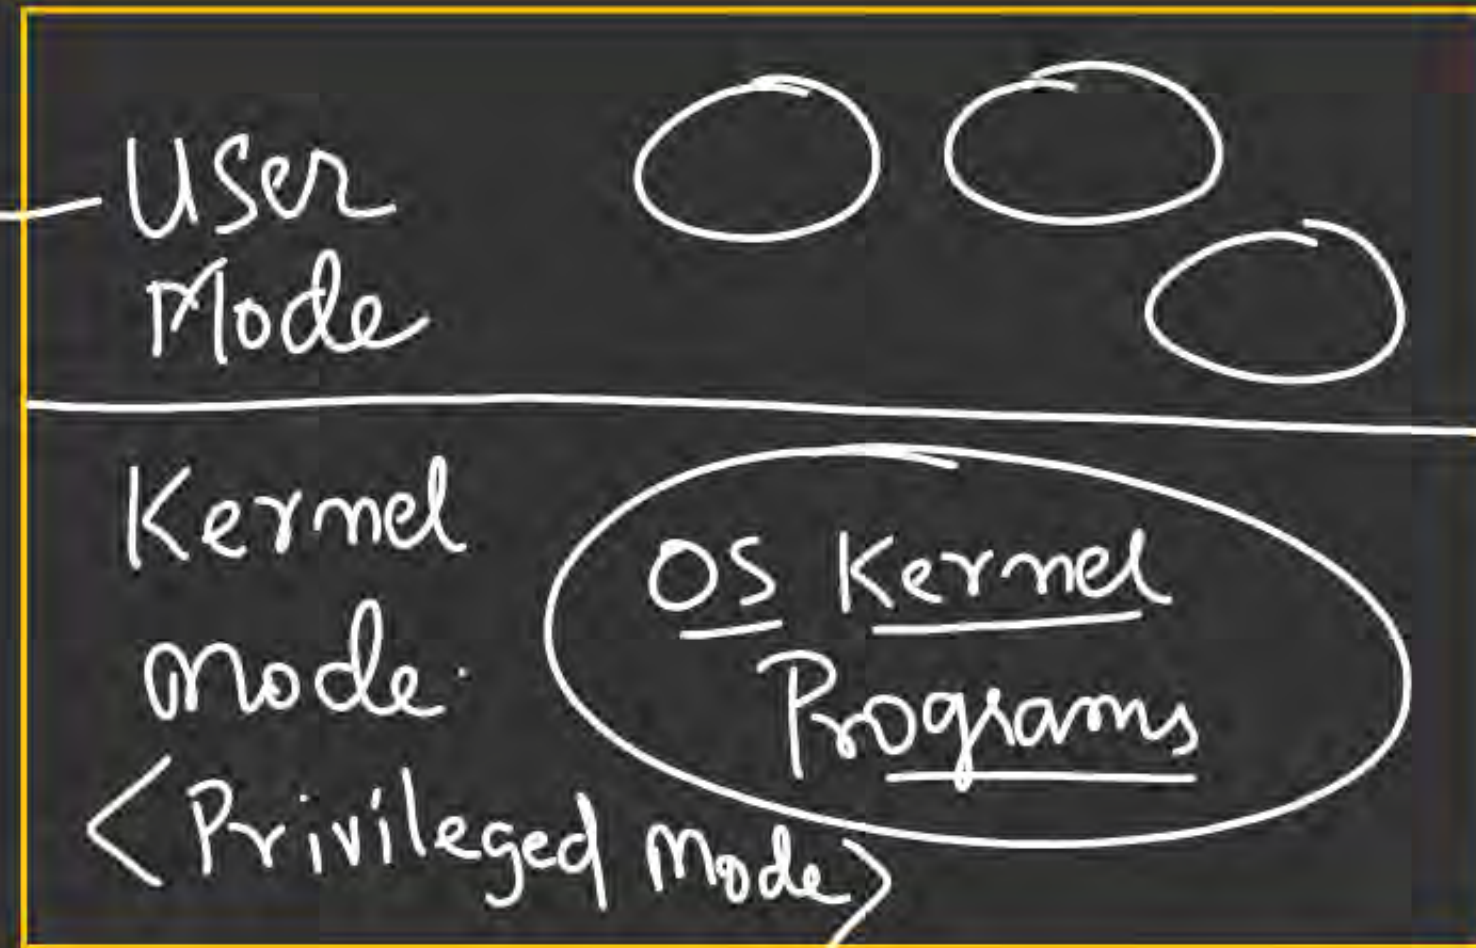 User
Mode
Kernel
mode.
<Privileged Mode>
OS Kernel
Programs